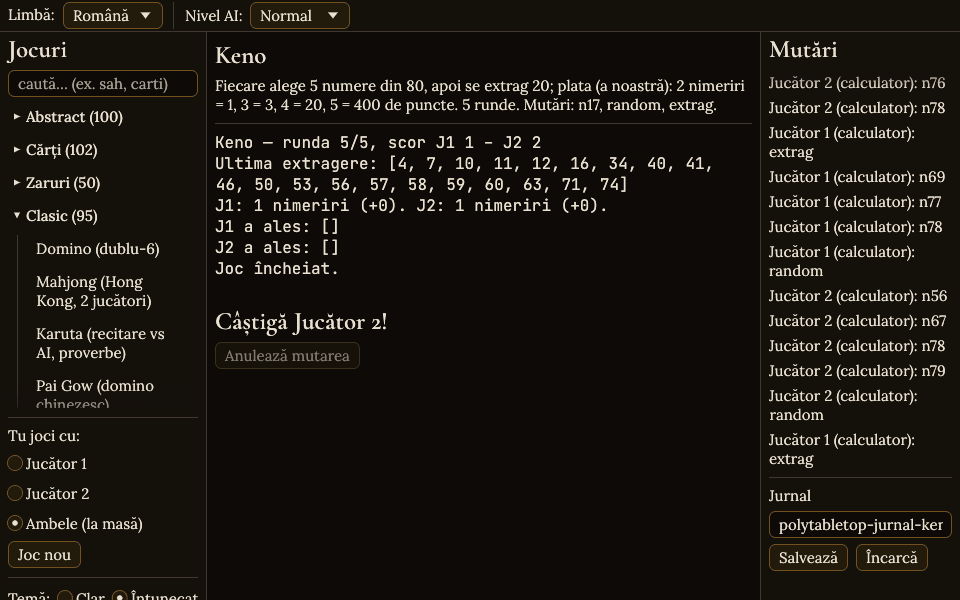 Limbă:
Română
Nivel AI:
Normal
Jocuri
caută... (ex. sah, carti)
Abstract (100)
Cărți (102)
Zaruri (50)
Clasic (95)
Domino (dublu-6)
Mahjong (Hong
Kong, 2 jucători)
Karuta (recitare vs
AI, proverbe)
Pai Gow (domino
chinezesc)
Tu joci cu:
Jucător 1
Jucător 2
Ambele (la masă)
Joc nou
Temă:
Clar
Întunecat
Keno
Fiecare alege 5 numere din 80, apoi se extrag 20; plata (a noastră): 2 nimeriri
= 1, 3 = 3, 4 = 20, 5 = 400 de puncte. 5 runde. Mutări: n17, random, extrag.
Keno — runda 5/5, scor J1 1 – J2 2
Ultima extragere: [4, 7, 10, 11, 12, 16, 34, 40, 41,
46, 50, 53, 56, 57, 58, 59, 60, 63, 71, 74]
J1: 1 nimeriri (+0). J2: 1 nimeriri (+0).
J1 a ales: []
J2 a ales: []
Joc încheiat.
Câștigă Jucător 2!
Anulează mutarea
Mutări
Jucător 2 (calculator): n76
Jucător 2 (calculator): n78
Jucător 1 (calculator):
extrag
Jucător 1 (calculator): n69
Jucător 1 (calculator): n77
Jucător 1 (calculator): n78
Jucător 1 (calculator):
random
Jucător 2 (calculator): n56
Jucător 2 (calculator): n67
Jucător 2 (calculator): n78
Jucător 2 (calculator): n79
Jucător 2 (calculator):
random
Jucător 1 (calculator):
extrag
Jurnal
polytabletop-jurnal-ker
Salvează
Încarcă